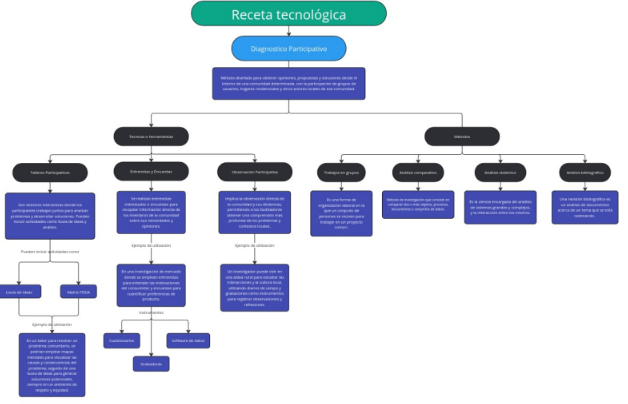 Receta tecnológica
Diagnostico Participativo
Método diseñado para obtener opiniones, propuestas y soluciones desde el
interior de una comunidad determinada, con la participación de grupos de
usuarios, hogares residenciales y otros actores locales de esa comunidad
Tecnicas o herramientas
Metodos
Talleres Participativos
Entrevistas y Encuestas
Observación Participativa
Trabajos en grupos
Análisis comparativo
Análisis sistémico
Análisis bibliográfico
Son sesiones interactivas donde los
participantes trabajan juntos para analizar
problemas y desarrollar soluciones. Pueden
incluir actividades como lluvia de ideas y
análisis.
Se realizan entrevistas
individuales o encuestas para
recopilar información directa de
los miembros de la comunidad
sobre sus necesidades y
opiniones.
Implica la observación directa de
la comunidad y sus dinámicas,
permitiendo a los facilitadores
obtener una comprensión más
profunda de los problemas y
contextos locales.
Es una forma de
organización laboral en la
que un conjunto de
personas se reúnen para
trabajar en un proyecto
común.
Método de investigación que consiste en
comparar dos o más objetos, procesos,
documentos o conjuntos de datos.
Es la ciencia encargada de análisis
de sistemas grandes y complejos,
y la interacción entre los mismos.
Una revisión bibliográfica es
un análisis de documentos
acerca de un tema que se está
rastreando.
Pueden incluir actividades como
Ejemplo de utilización
Ejemplo de utilización
Lluvia de ideas
Matriz FODA
En una investigación de mercado
donde se emplean entrevistas
para entender las motivaciones
del consumidor y encuestas para
cuantificar preferencias de
producto.
Un investigador puede vivir en
una aldea rural para estudiar las
interacciones y la cultura local,
utilizando diarios de campo y
grabaciones como instrumentos
para registrar observaciones y
reflexiones.
Instrumentos
Ejemplo de utilización
Cuestionarios
Software de datos
Grabadoras
En un taller para resolver un
problema comunitario, se
podrían emplear mapas
mentales para visualizar las
causas y consecuencias del
problema, seguido de una
lluvia de ideas para generar
soluciones potenciales,
siempre en un ambiente de
respeto y equidad.